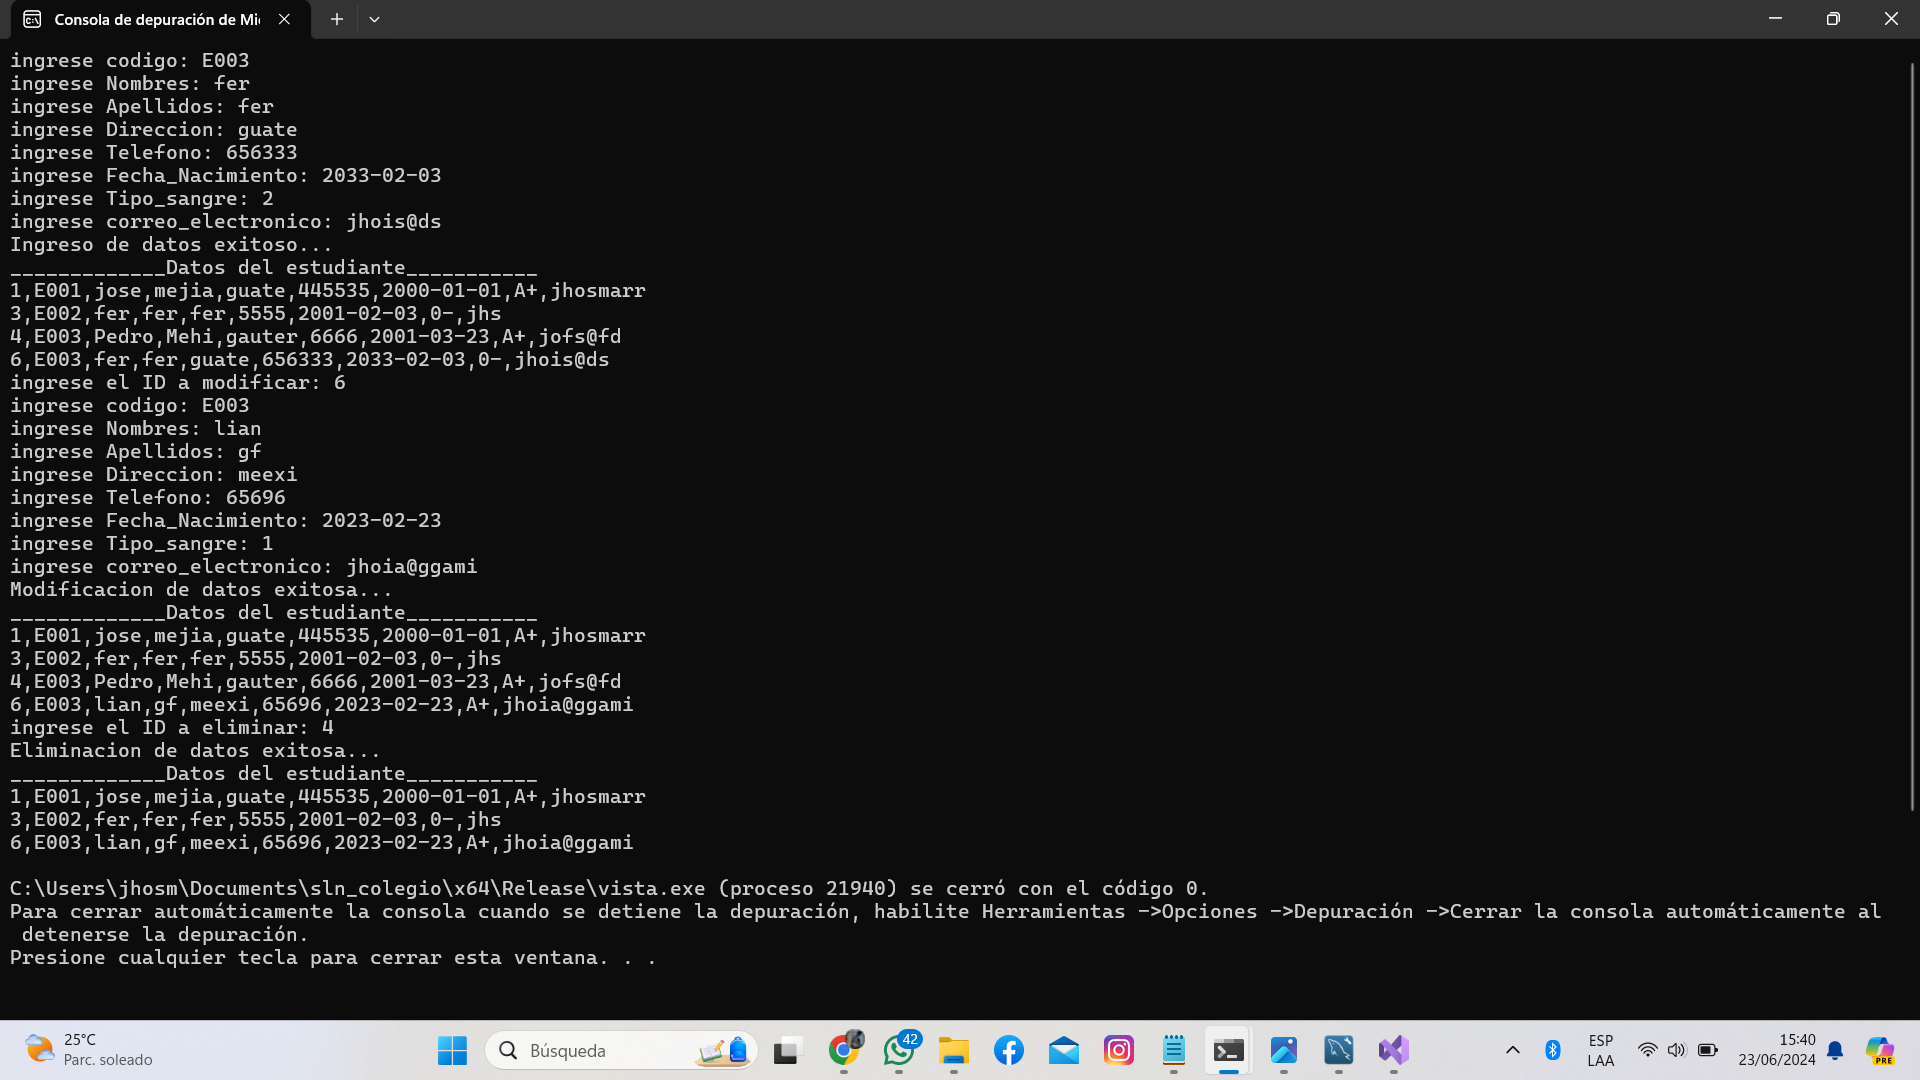 Consola de depuración de Mi
ingrese codigo: E003
ingrese Nombres: fer
ingrese Apellidos: fer
ingrese Direccion: guate
ingrese Telefono: 656333
ingrese Fecha_Nacimiento: 2033-02-03
ingrese Tipo_sangre: 2
ingrese correo_electronico: jhois@ds
Ingreso de datos exitoso...
_____________Datos del estudiante___________
1,E001,jose,mejia,guate,445535,2000-01-01,A+,jhosmarr
3,E002,fer,fer,fer,5555,2001-02-03,0-,jhs
4,E003,Pedro,Mehi,gauter,6666,2001-03-23,A+,jofs@fd
6,E003,fer,fer,guate,656333,2033-02-03,0-,jhois@ds
ingrese el ID a modificar: 6
ingrese codigo: E003
ingrese Nombres: lian
ingrese Apellidos: gf
ingrese Direccion: meexi
ingrese Telefono: 65696
ingrese Fecha_Nacimiento: 2023-02-23
ingrese Tipo_sangre: 1
ingrese correo_electronico: jhoia@ggami
Modificacion de datos exitosa...
_____________Datos del estudiante___________
1,E001,jose,mejia,guate,445535,2000-01-01,A+,jhosmarr
3,E002,fer,fer,fer,5555,2001-02-03,0-,jhs
4,E003,Pedro,Mehi,gauter,6666,2001-03-23,A+,jofs@fd
6,E003,lian,gf,meexi,65696,2023-02-23,A+,jhoia@ggami
ingrese el ID a eliminar: 4
Eliminacion de datos exitosa...
_____________Datos del estudiante___________
1,E001,jose,mejia,guate,445535,2000-01-01,A+,jhosmarr
3,E002,fer,fer,fer,5555,2001-02-03,0-,jhs
6,E003,lian,gf,meexi,65696,2023-02-23,A+,jhoia@ggami
C:\Users\jhosm\Documents\sln_colegio\x64\Release\vista.exe (proceso 21940) se cerró con el código 0.
Para cerrar automáticamente la consola cuando se detiene la depuración, habilite Herramientas ->Opciones ->Depuración ->Cerrar la consola automáticamente al
detenerse la depuración.
Presione cualquier tecla para cerrar esta ventana. . .
25°C
Parc. soleado
Búsqueda
42
ESP
LAA
15:40
23/06/2024
PRE